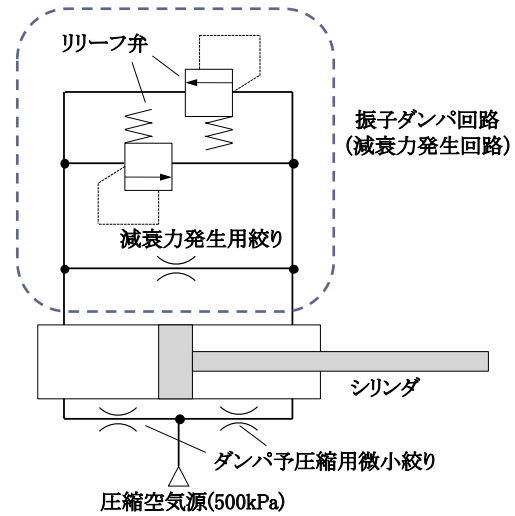 リリーフ弁
振子ダンパ回路
(減衰力発生回路)
減衰力発生用絞り
シリンダ
ダンパ予圧縮用微小絞り
圧縮空気源(500kPa)